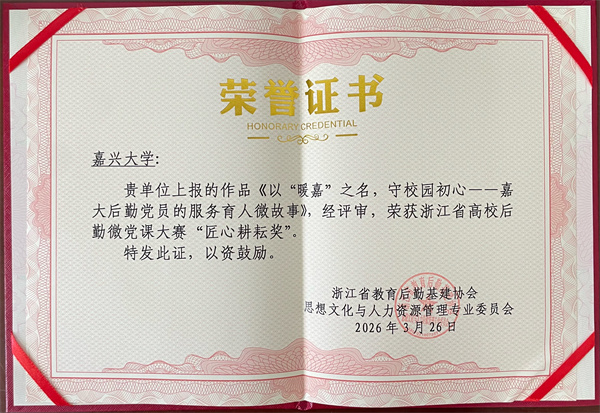 荣誉证书
HONORARY CREDENTIAL
嘉兴大学：
贵单位上报的作品《以“暖嘉”之名，守校园初心——嘉
大后勤党员的服务育人微故事》，经评审，荣获浙江省高校后
勤微党课大赛“匠心耕耘奖”。
特发此证，以资鼓励。
浙江省教育后勤基建协会
思想文化与人力资源管理专业委员会
2026年3月26日